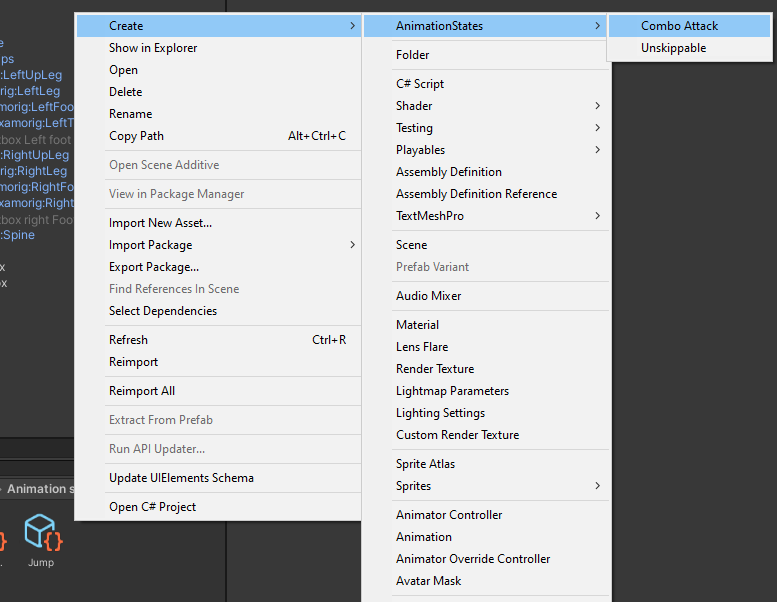 Create
Show in Explorer
Open
Delete
Rename
Copy Path Alt+Ctrl+C
Open Scene Additive
View in Package Manager
Import New Asset...
Import Package
Export Package...
Find References In Scene
Select Dependencies
Refresh Ctrl+R
Reimport
Reimport All
Extract From Prefab
Run API Updater...
Update UIElements Schema
Open C# Project
AnimationStates
Folder
C# Script
Shader
Testing
Playables
Assembly Definition
Assembly Definition Reference
TextMeshPro
Scene
Prefab Variant
Audio Mixer
Material
Lens Flare
Render Texture
Lightmap Parameters
Lighting Settings
Custom Render Texture
Sprite Atlas
Sprites
Animator Controller
Animation
Animator Override Controller
Avatar Mask
Combo Attack
Unskippable
e
ps
:LeftUpLeg
rig:LeftLeg
morig:LeftFoo
xamorig:LeftT
tbox Left foot
:RightUpLeg
rig:RightLeg
morig:RightFo
xamorig:Right
tbox right Foo
:Spine
x
ox
Animation s
Jump